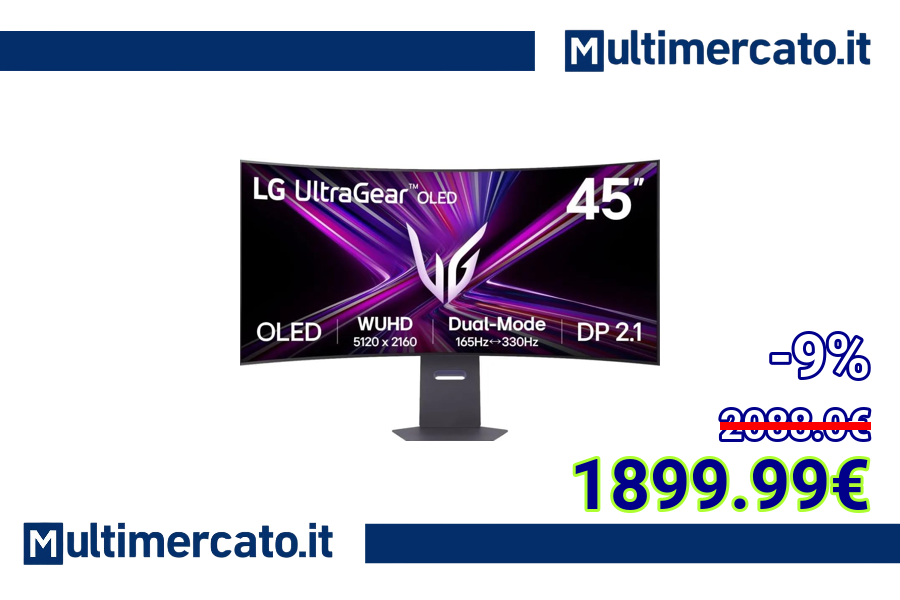 Multimercato.it
LG UltraGear™ OLED
45"
OLED
WUHD
5120 x 2160
Dual-Mode
165Hz↔330Hz
DP 2.1
-9%
2088.0€
1899.99€
Multimercato.it